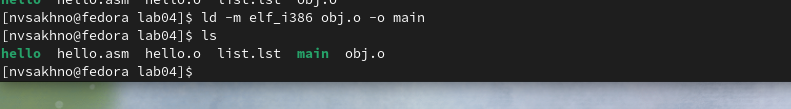 hello  hello.asm  hello.o  list.lst  obj.o
[nvsakhno@fedora lab04]$ ld -m elf_i386 obj.o -o main
[nvsakhno@fedora lab04]$ ls
hello  hello.asm  hello.o  list.lst  main  obj.o
[nvsakhno@fedora lab04]$